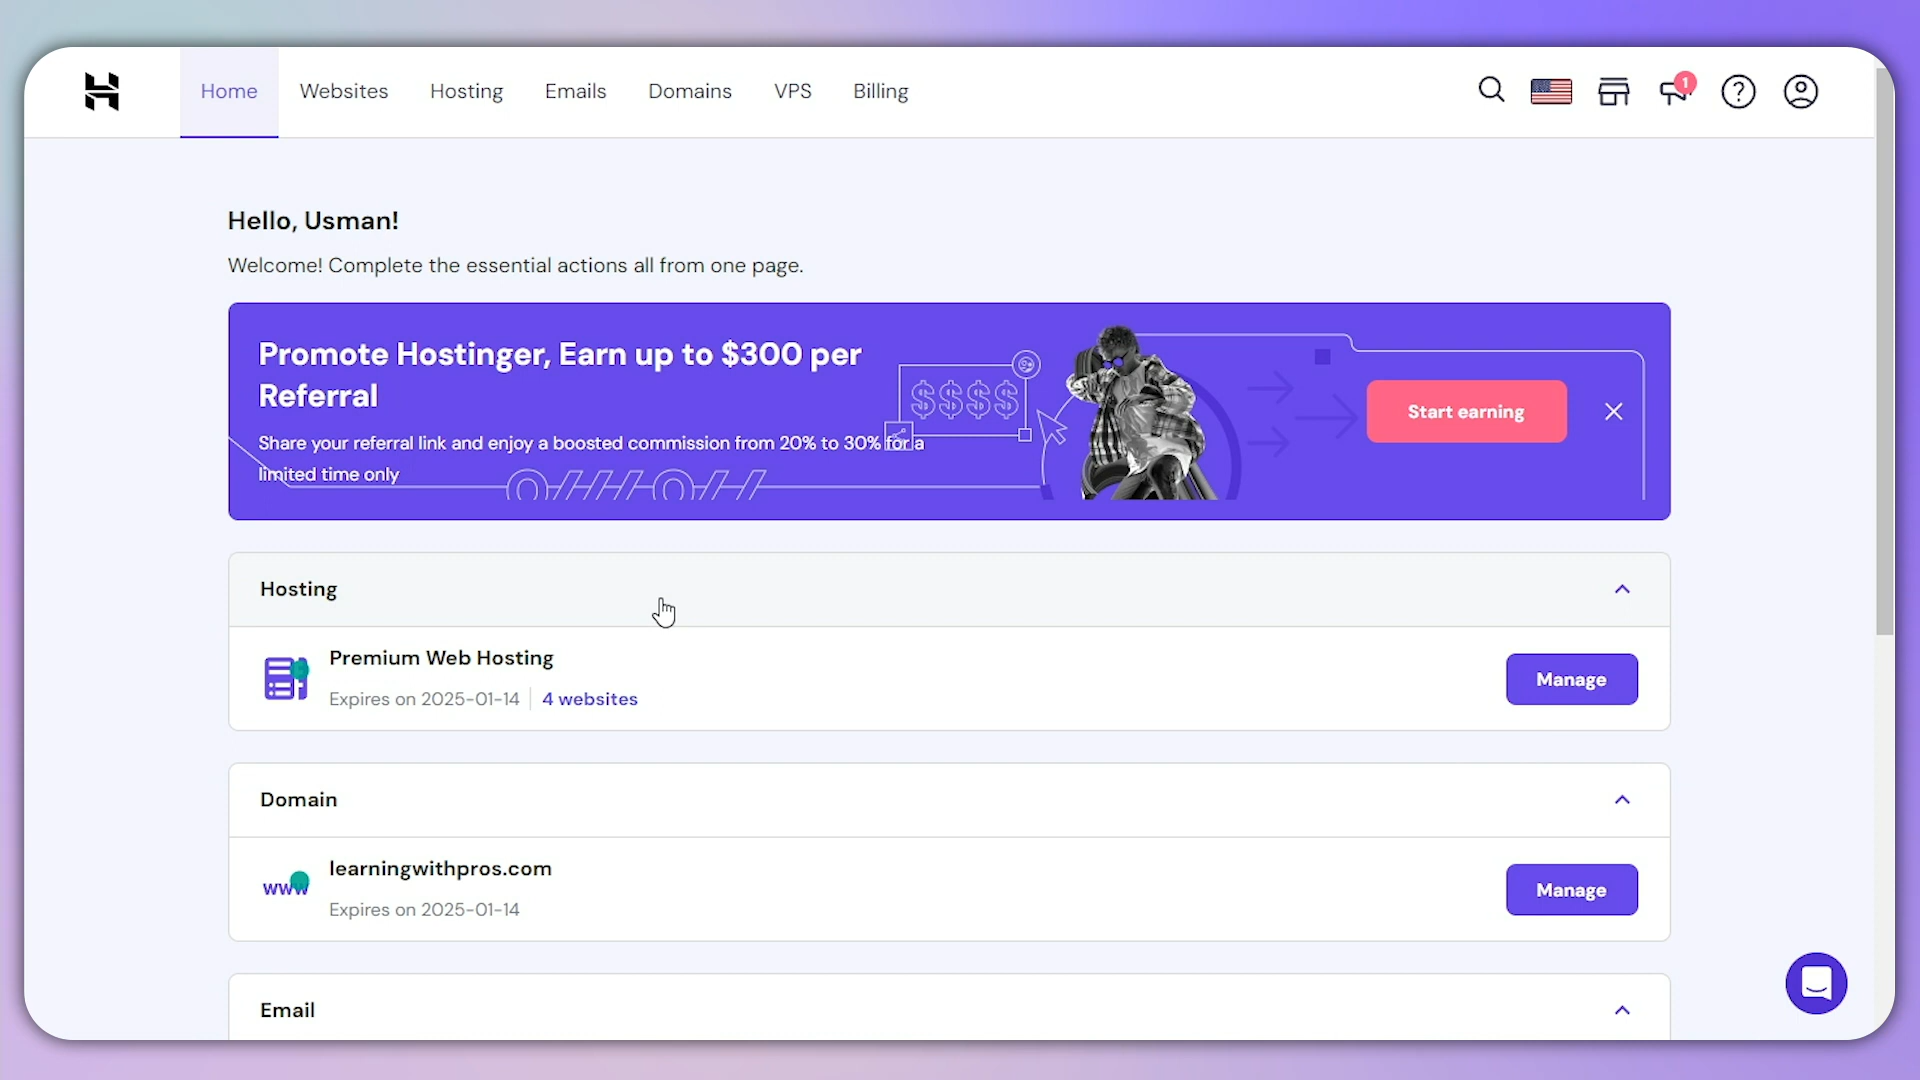 Home Websites Hosting Emails Domains VPS Billing 1
Hello, Usman!
Welcome! Complete the essential actions all from one page.
Promote Hostinger, Earn up to $300 per
Referral
Share your referral link and enjoy a boosted commission from 20% to 30% for a
limited time only
$$$$
Start earning
Hosting
Premium Web Hosting
Expires on 2025-01-14 4 websites
Manage
Domain
www
learningwithpros.com
Expires on 2025-01-14
Manage
Email